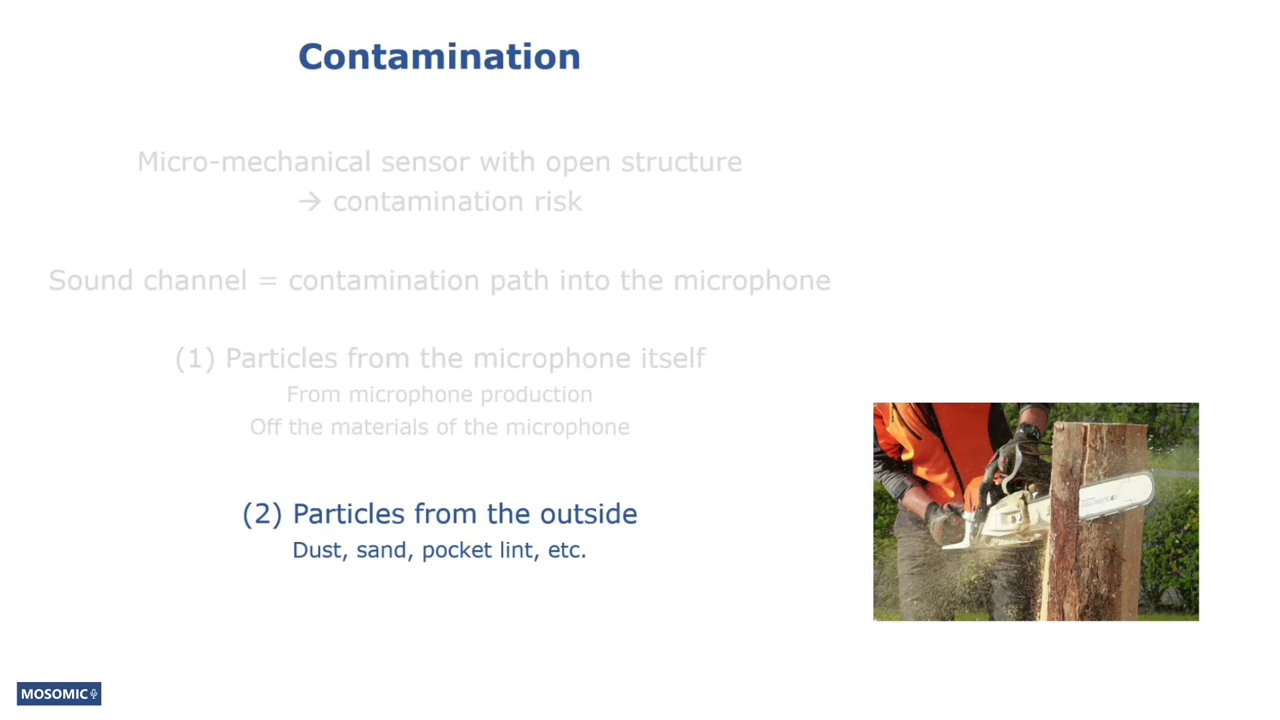 Contamination
Micro-mechanical sensor with open structure
→ contamination risk
Sound channel = contamination path into the microphone
(1) Particles from the microphone itself
From microphone production
Off the materials of the microphone
(2) Particles from the outside
Dust, sand, pocket lint, etc.
MOSOMIC